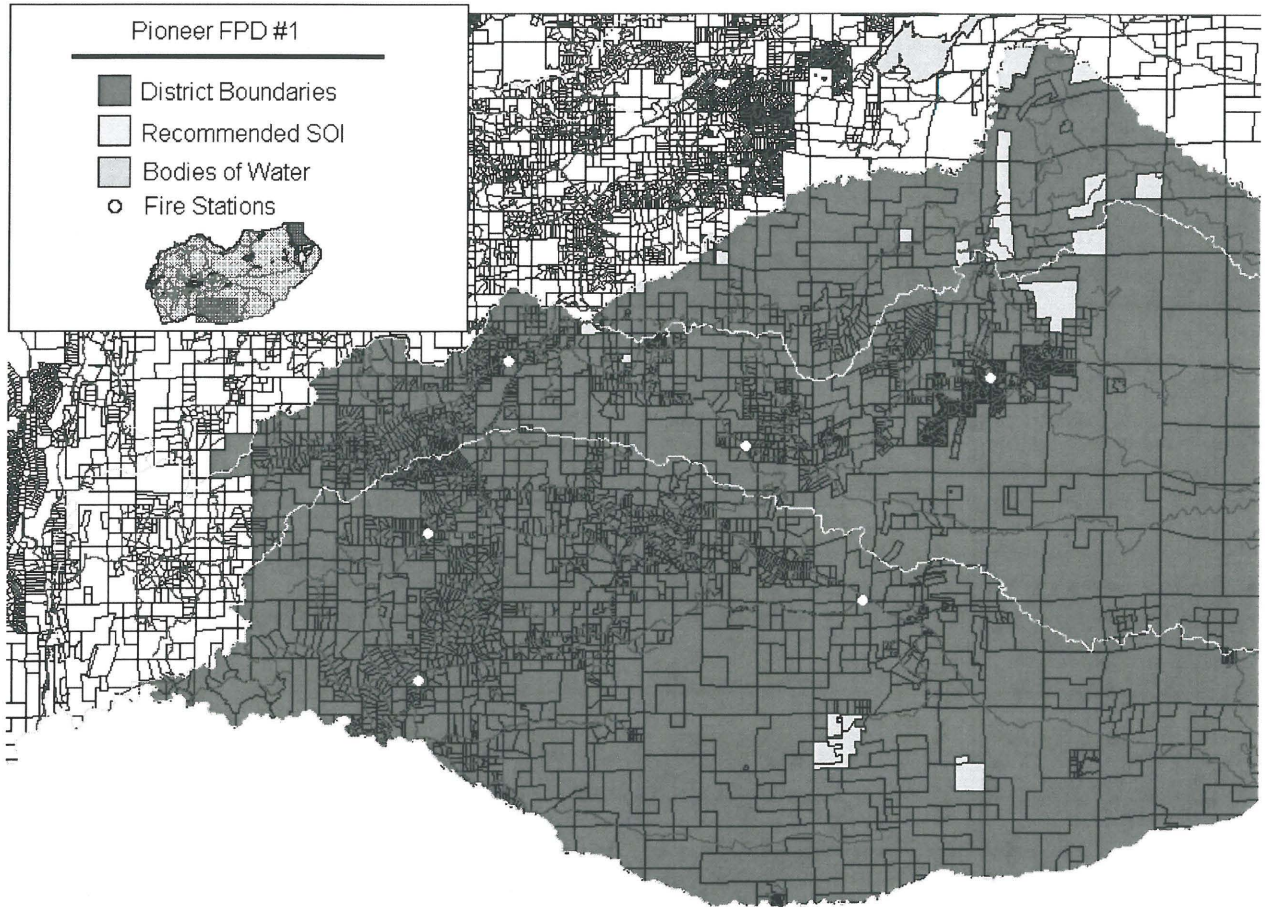 Pioneer FPD #1
District Boundaries
Recommended SOI
Bodies of Water
Fire Stations